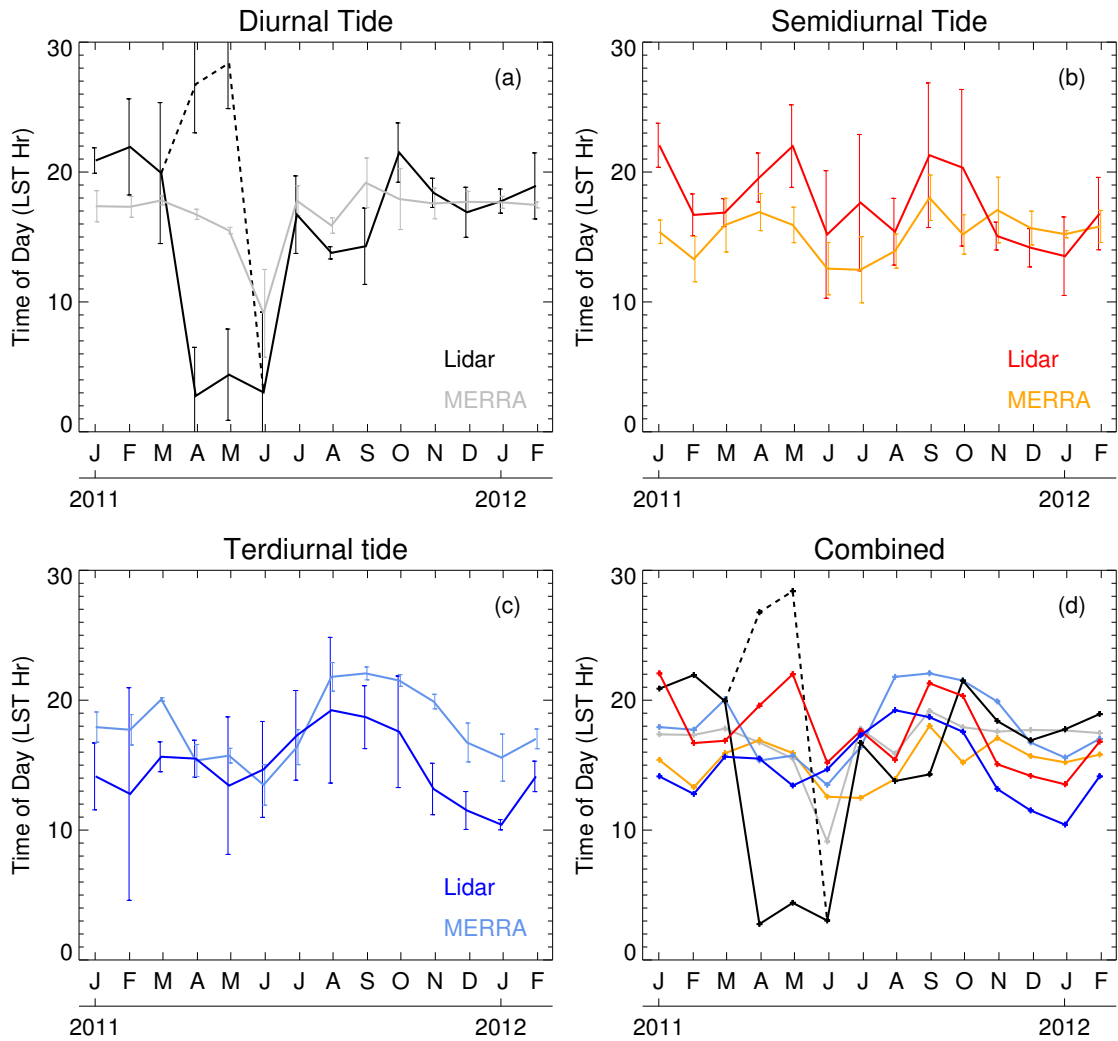 Diurnal Tide
30
(a)
20
Time of Day (LST Hr)
10
Lidar
MERRA
0
J F M A M J J A S O N D J F
2011 2012
Semidiurnal Tide
30
(b)
20
Time of Day (LST Hr)
10
Lidar
MERRA
0
J F M A M J J A S O N D J F
2011 2012
Terdiurnal tide
30
(c)
20
Time of Day (LST Hr)
10
Lidar
MERRA
0
J F M A M J J A S O N D J F
2011 2012
Combined
30
(d)
20
Time of Day (LST Hr)
10
0
J F M A M J J A S O N D J F
2011 2012